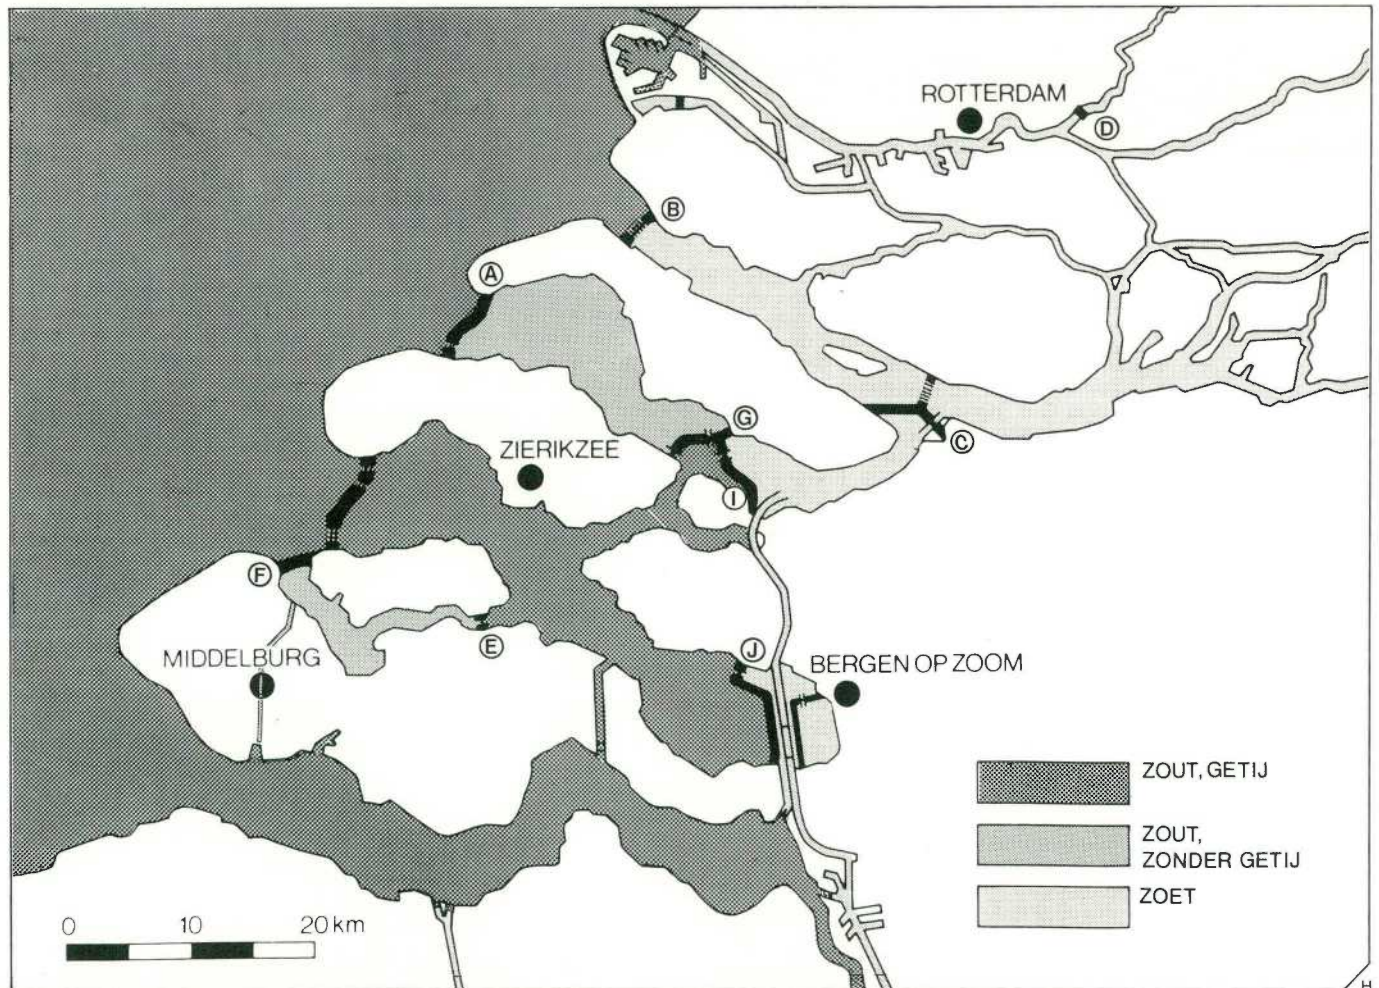 ROTTERDAM
D
B
A
G
ZIERIKZEE
C
I
F
E
MIDDELBURG
J
BERGEN OP ZOOM
ZOUT, GETIJ
ZOUT,
ZONDER GETIJ
ZOET
0 10 20 km
H